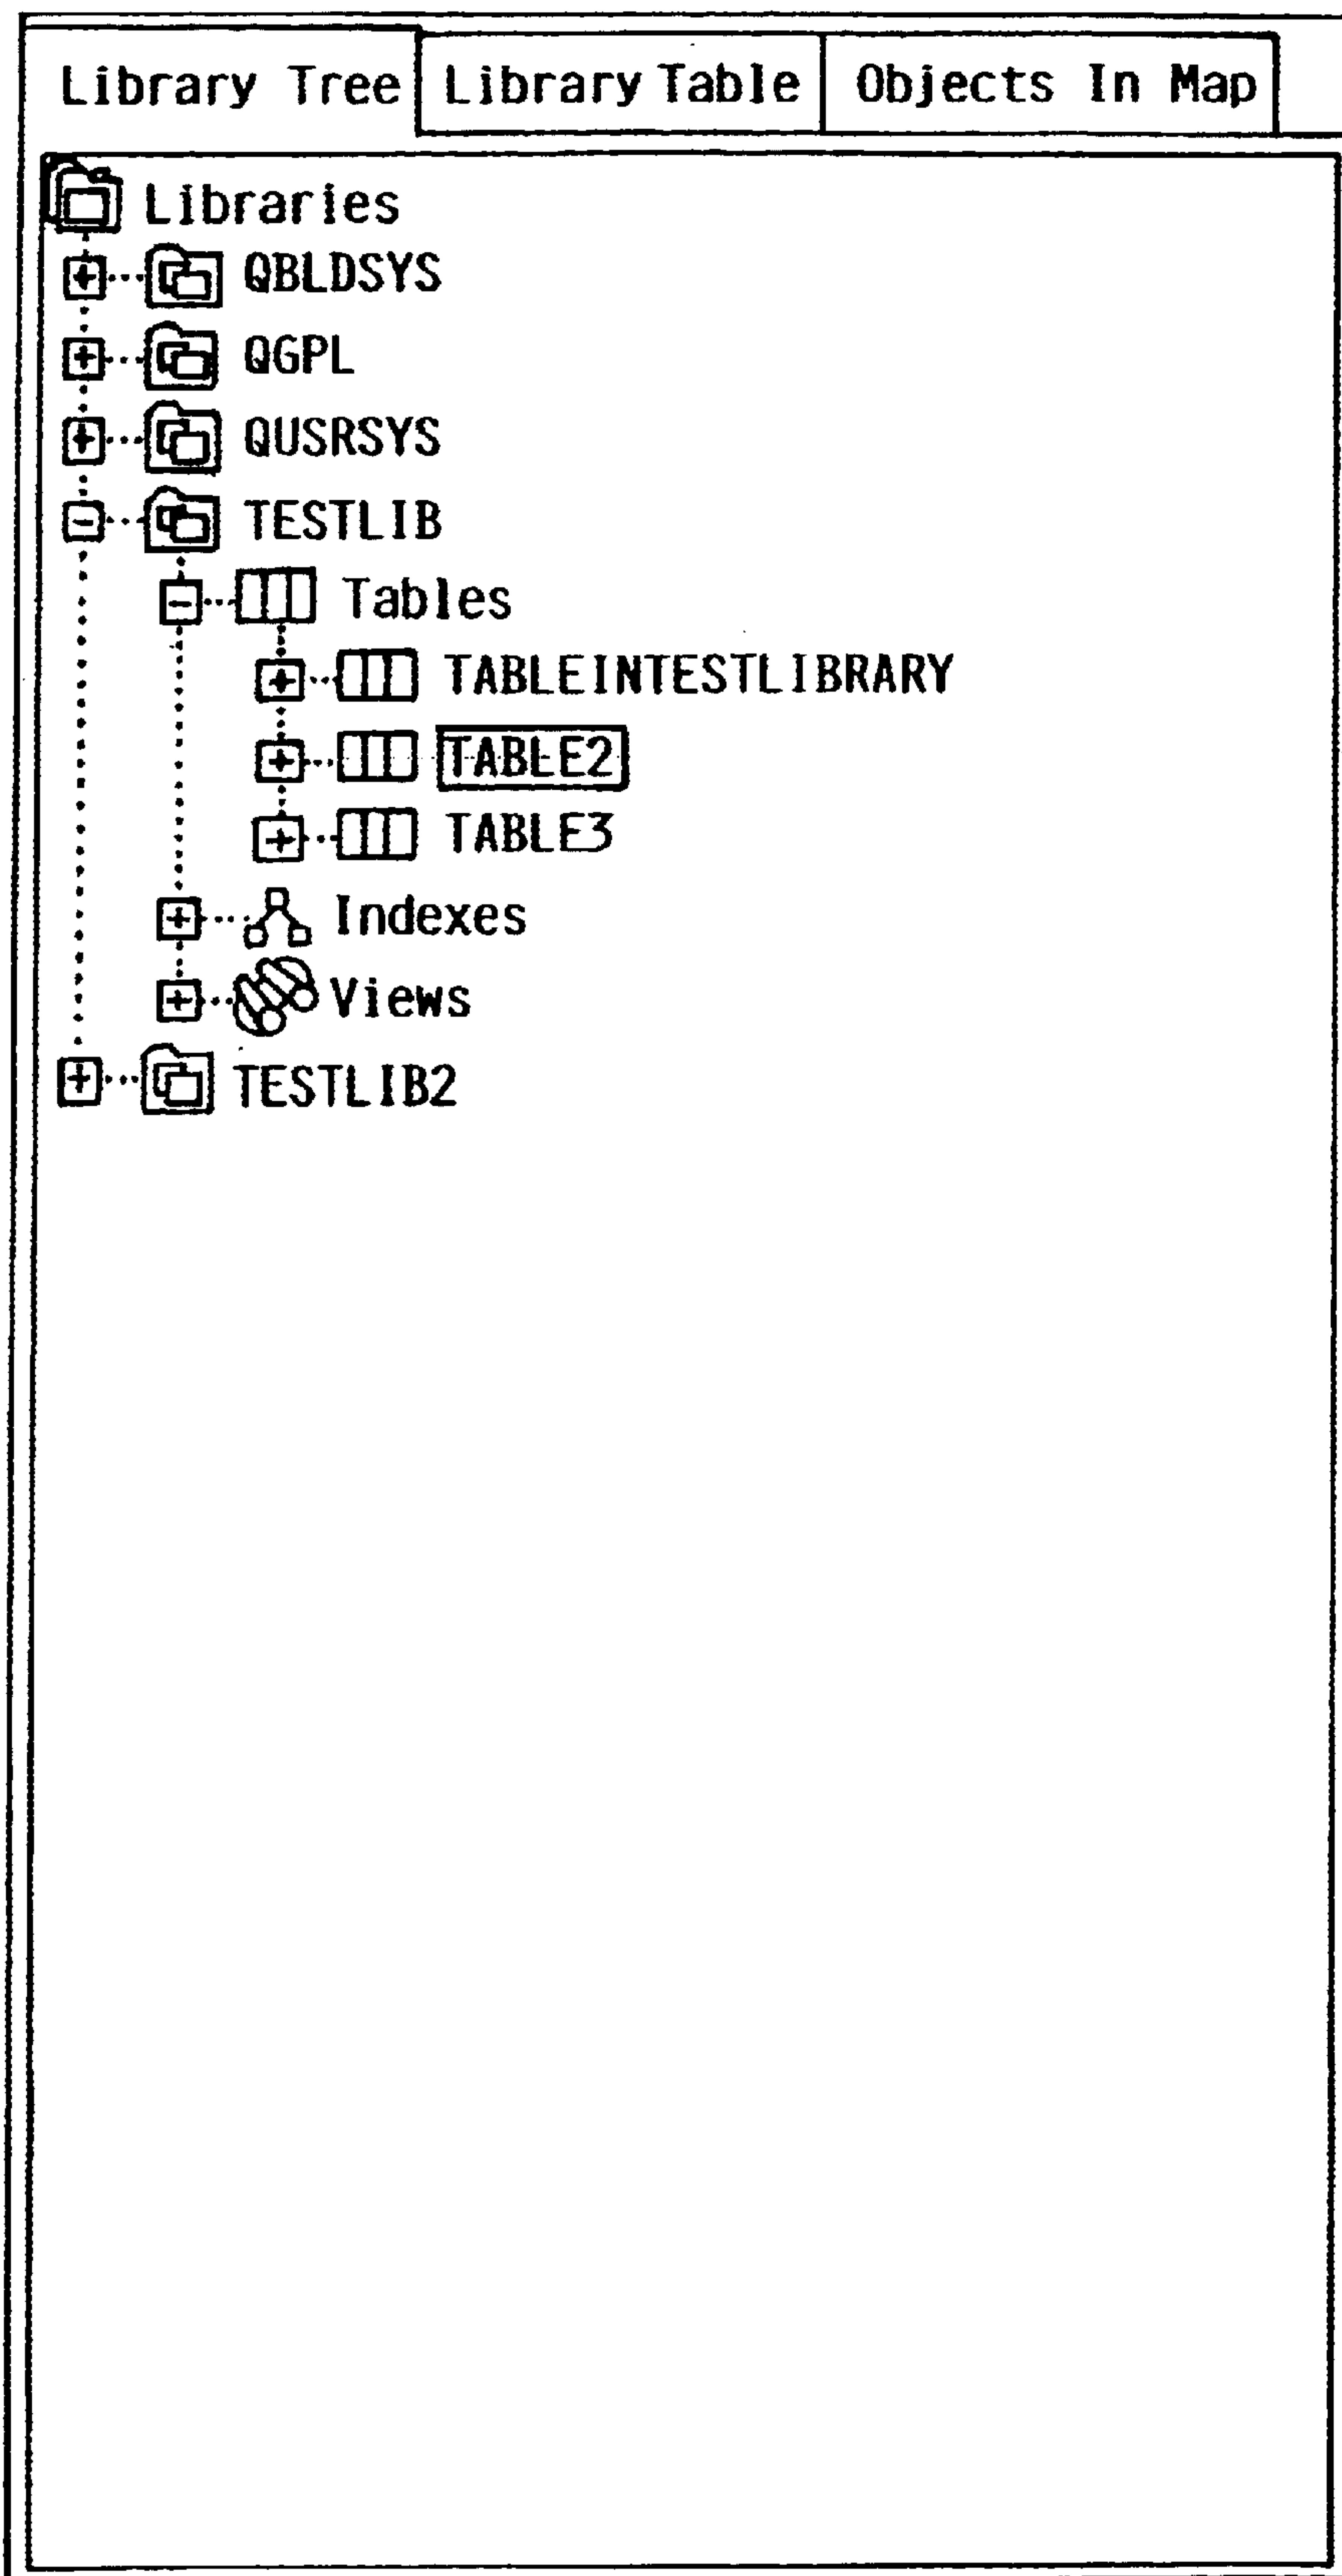 Library Tree Library Table Objects In Map
Libraries
QBLDSYS
QGPL
QUSRSYS
TESTLIB
Tables
TABLEINTESTLIBRARY
TABLE2
TABLE3
Indexes
Views
TESTLIB2